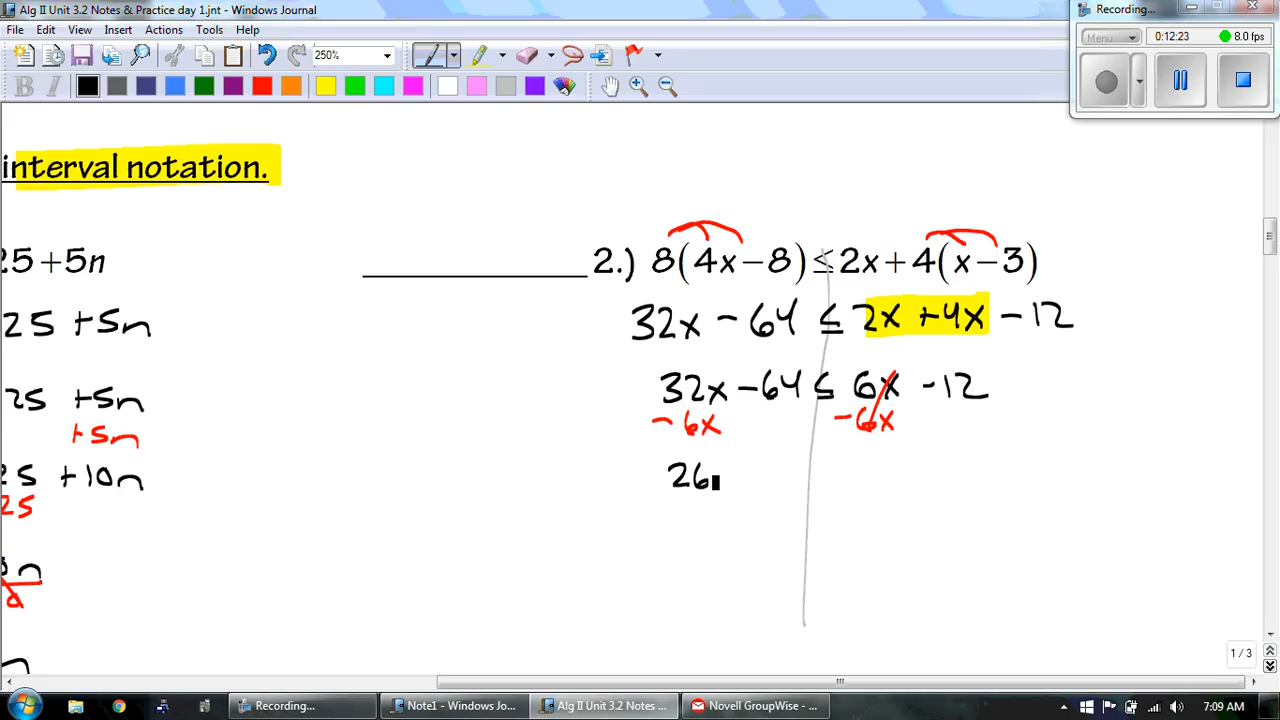 Alg II Unit 3.2 Notes & Practice day 1.jnt - Windows Journal
Recording...
File Edit View Insert Actions Tools Help
Menu
0:12:23
8.0 fps
250%
B I
interval notation.
25+5n
2.) 8(4x-8) ≤ 2x+4(x-3)
25 +5n
32x - 64 ≤ 2x +4x - 12
25 +5n
32x - 64 ≤ 6x - 12
+5n
- 6x - 6x
25 +10n
26
25
n
1 / 3
Recording...
Note1 - Windows Jo...
Alg II Unit 3.2 Notes ...
Novell GroupWise - ...
7:09 AM